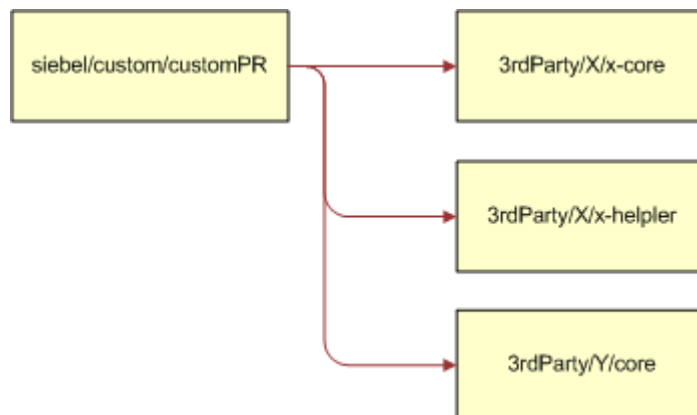 siebel/custom/customPR
3rdParty/X/x-core
3rdParty/X/x-helpler
3rdParty/Y/core